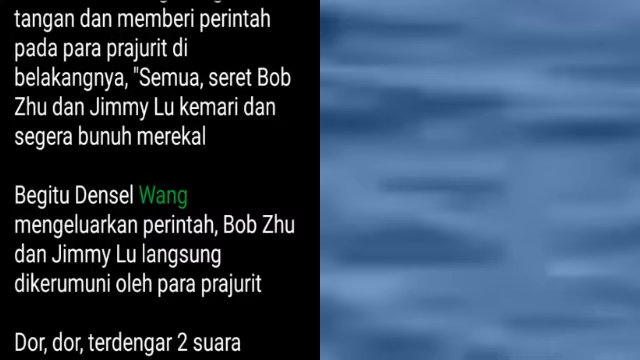 tangan dan memberi perintah
pada para prajurit di
belakangnya, "Semua, seret Bob
Zhu dan Jimmy Lu kemari dan
segera bunuh merekal
Begitu Densel Wang
mengeluarkan perintah, Bob Zhu
dan Jimmy Lu langsung
dikerumuni oleh para prajurit
Dor, dor, terdengar 2 suara